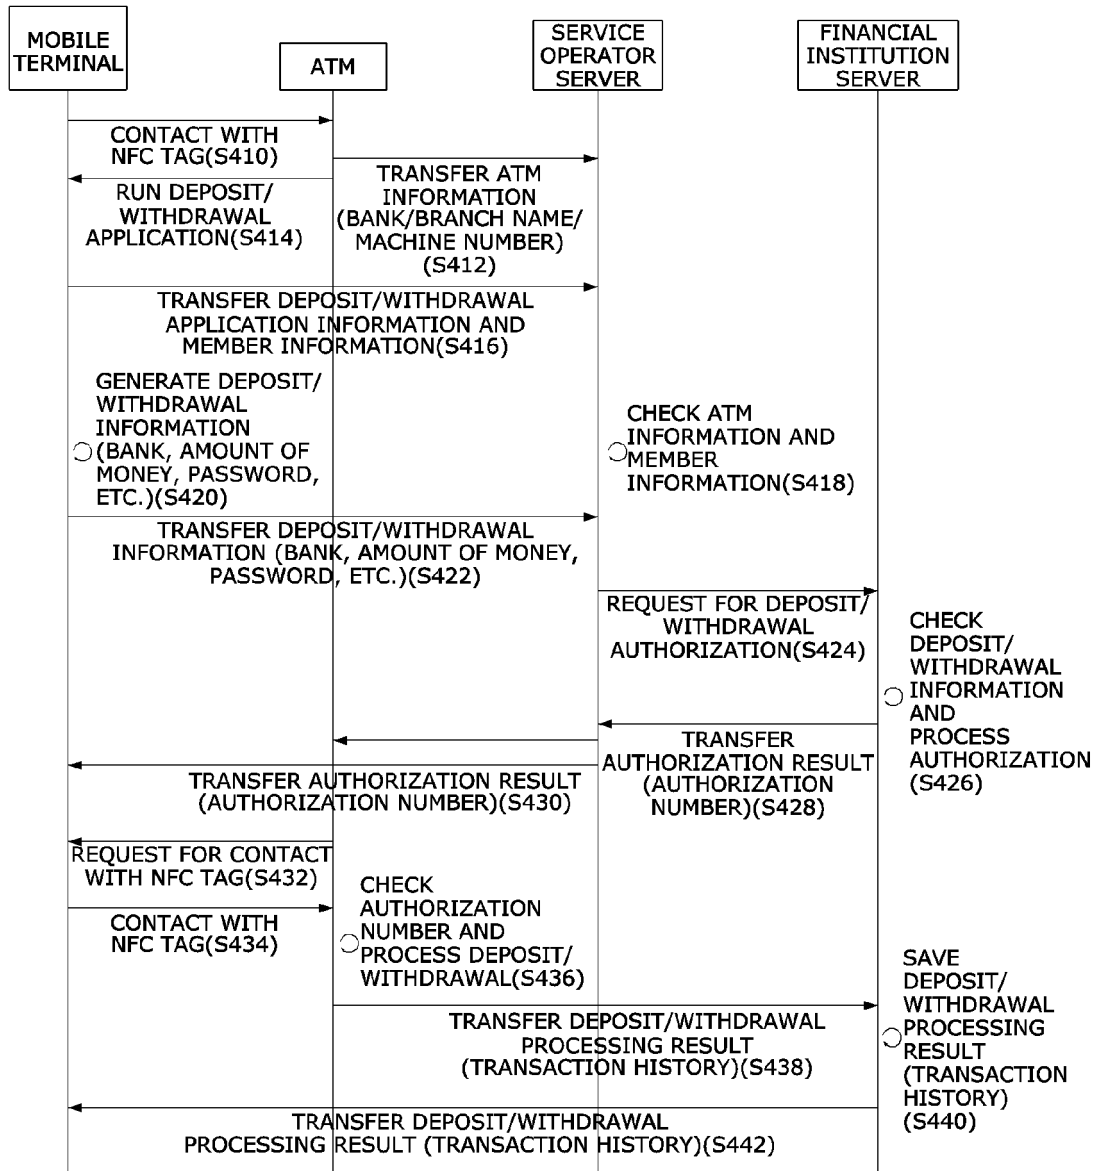 MOBILE
TERMINAL
ATM
SERVICE
OPERATOR
SERVER
FINANCIAL
INSTITUTION
SERVER
CONTACT WITH
NFC TAG(S410)
TRANSFER ATM
INFORMATION
(BANK/BRANCH NAME/
MACHINE NUMBER)
(S412)
RUN DEPOSIT/
WITHDRAWAL
APPLICATION(S414)
TRANSFER DEPOSIT/WITHDRAWAL
APPLICATION INFORMATION AND
MEMBER INFORMATION(S416)
GENERATE DEPOSIT/
WITHDRAWAL
INFORMATION
(BANK, AMOUNT OF
MONEY, PASSWORD,
ETC.)(S420)
CHECK ATM
INFORMATION AND
MEMBER
INFORMATION(S418)
TRANSFER DEPOSIT/WITHDRAWAL
INFORMATION (BANK, AMOUNT OF MONEY,
PASSWORD, ETC.)(S422)
REQUEST FOR DEPOSIT/
WITHDRAWAL
AUTHORIZATION(S424)
CHECK
DEPOSIT/
WITHDRAWAL
INFORMATION
AND
PROCESS
AUTHORIZATION
(S426)
TRANSFER
AUTHORIZATION RESULT
(AUTHORIZATION
NUMBER)(S428)
TRANSFER AUTHORIZATION RESULT
(AUTHORIZATION NUMBER)(S430)
REQUEST FOR CONTACT
WITH NFC TAG(S432)
CONTACT WITH
NFC TAG(S434)
CHECK
AUTHORIZATION
NUMBER AND
PROCESS DEPOSIT/
WITHDRAWAL(S436)
TRANSFER DEPOSIT/WITHDRAWAL
PROCESSING RESULT
(TRANSACTION HISTORY)(S438)
SAVE
DEPOSIT/
WITHDRAWAL
PROCESSING
RESULT
(TRANSACTION
HISTORY)
(S440)
TRANSFER DEPOSIT/WITHDRAWAL
PROCESSING RESULT (TRANSACTION HISTORY)(S442)